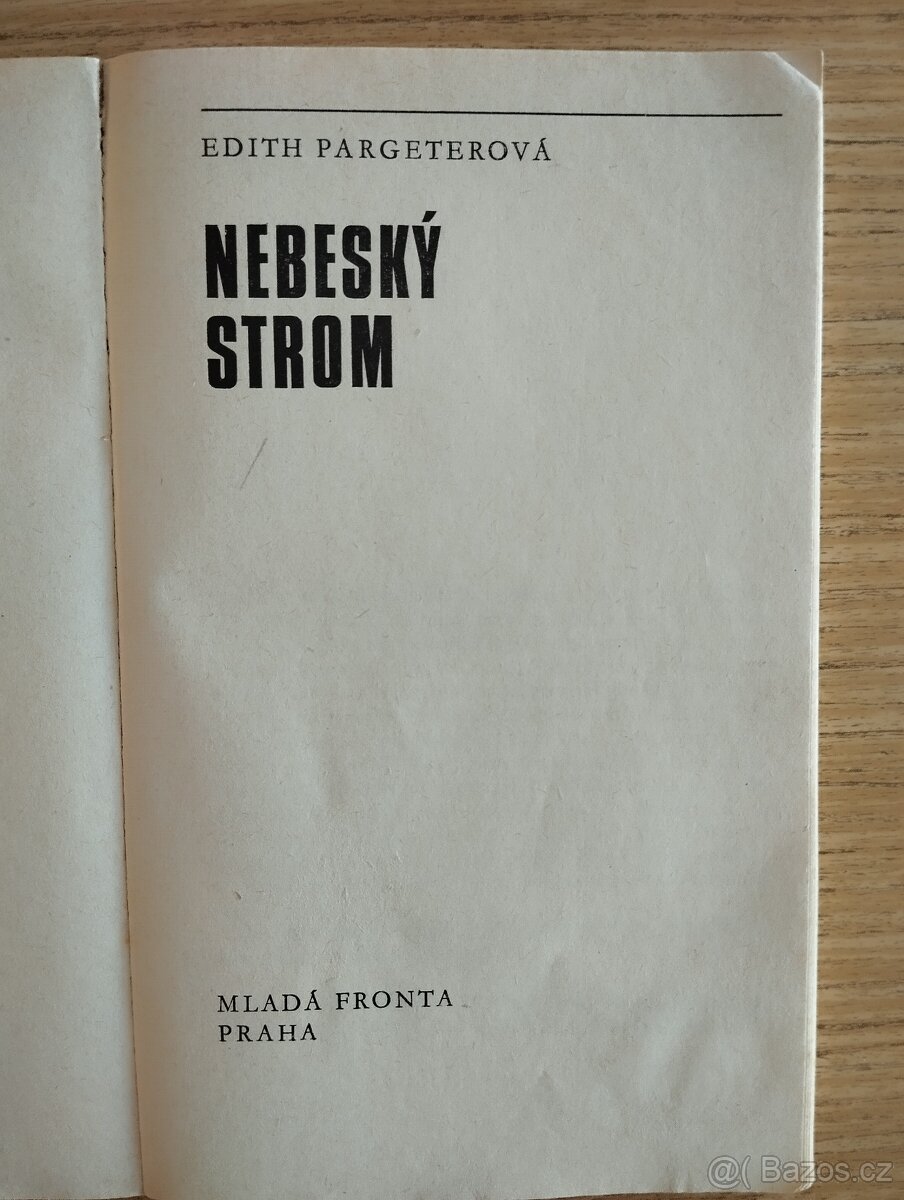 EDITH PARGETEROVÁ
NEBESKÝ
STROM
MLADÁ FRONTA
PRAHA
@( Bazos.cz